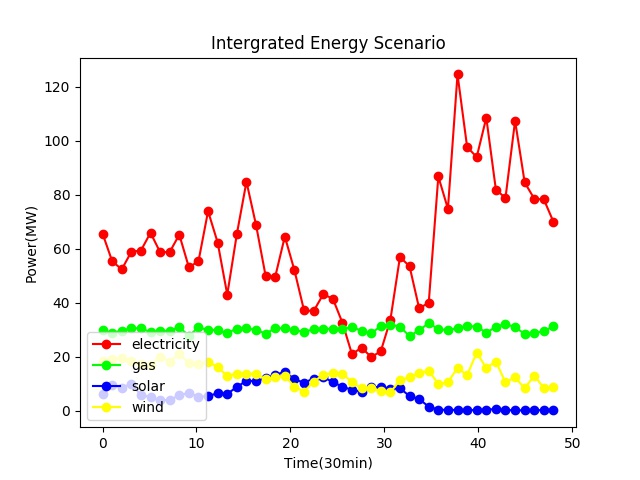 Intergrated Energy Scenario
Power(MW)
120
100
80
60
40
20
0
electricity
gas
solar
wind
0 10 20 30 40 50
Time(30min)